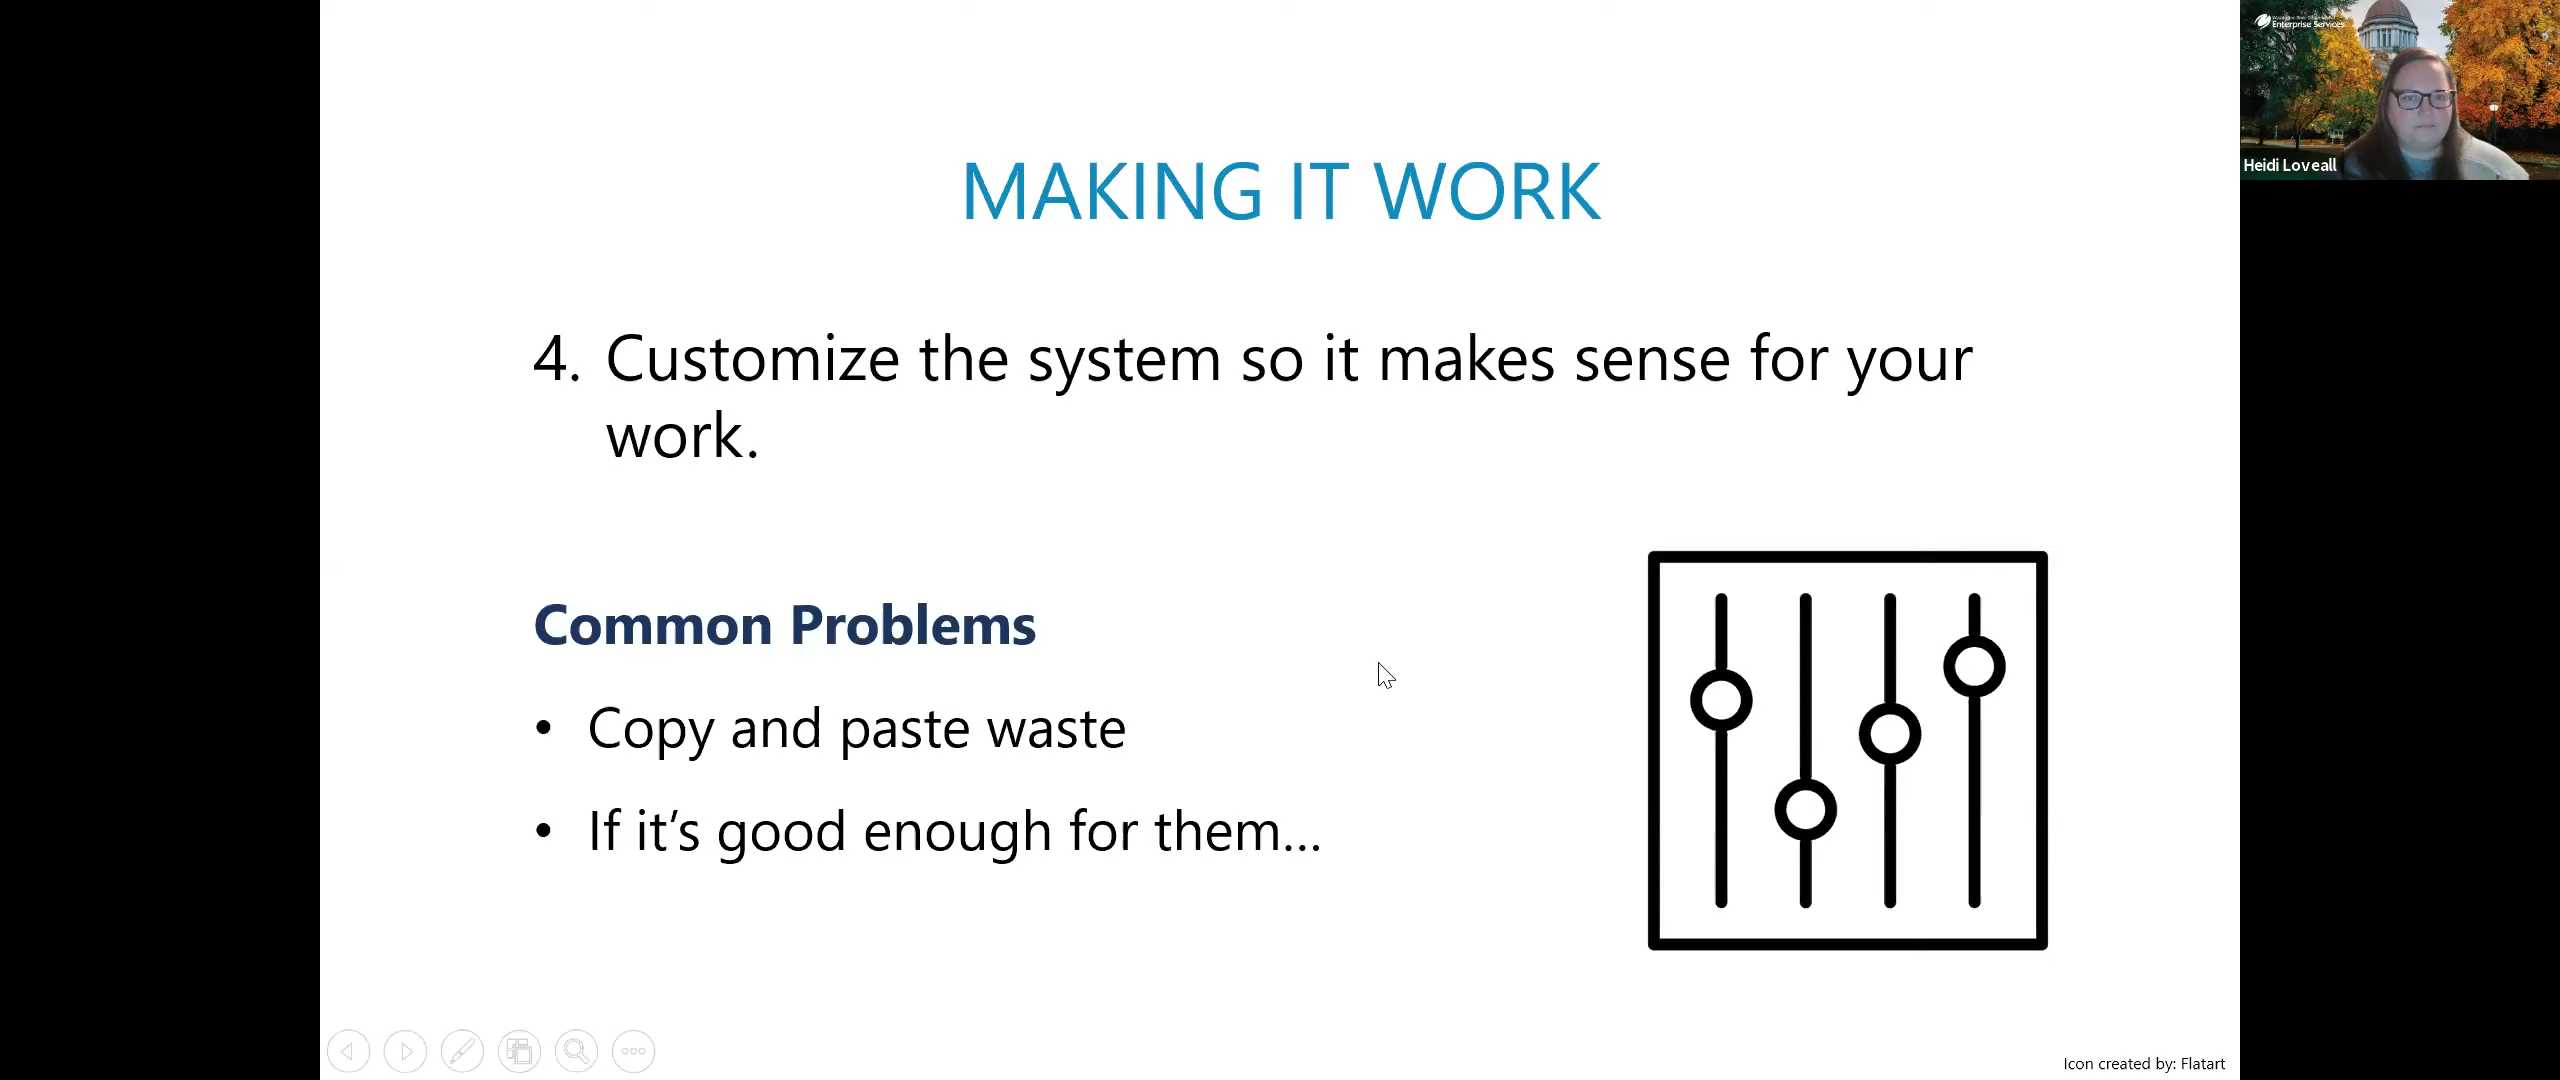 MAKING IT WORK
4. Customize the system so it makes sense for your
work.
Common Problems
• Copy and paste waste
• If it's good enough for them...
Icon created by: Flatart
Enterprise Services
Heidi Loveall